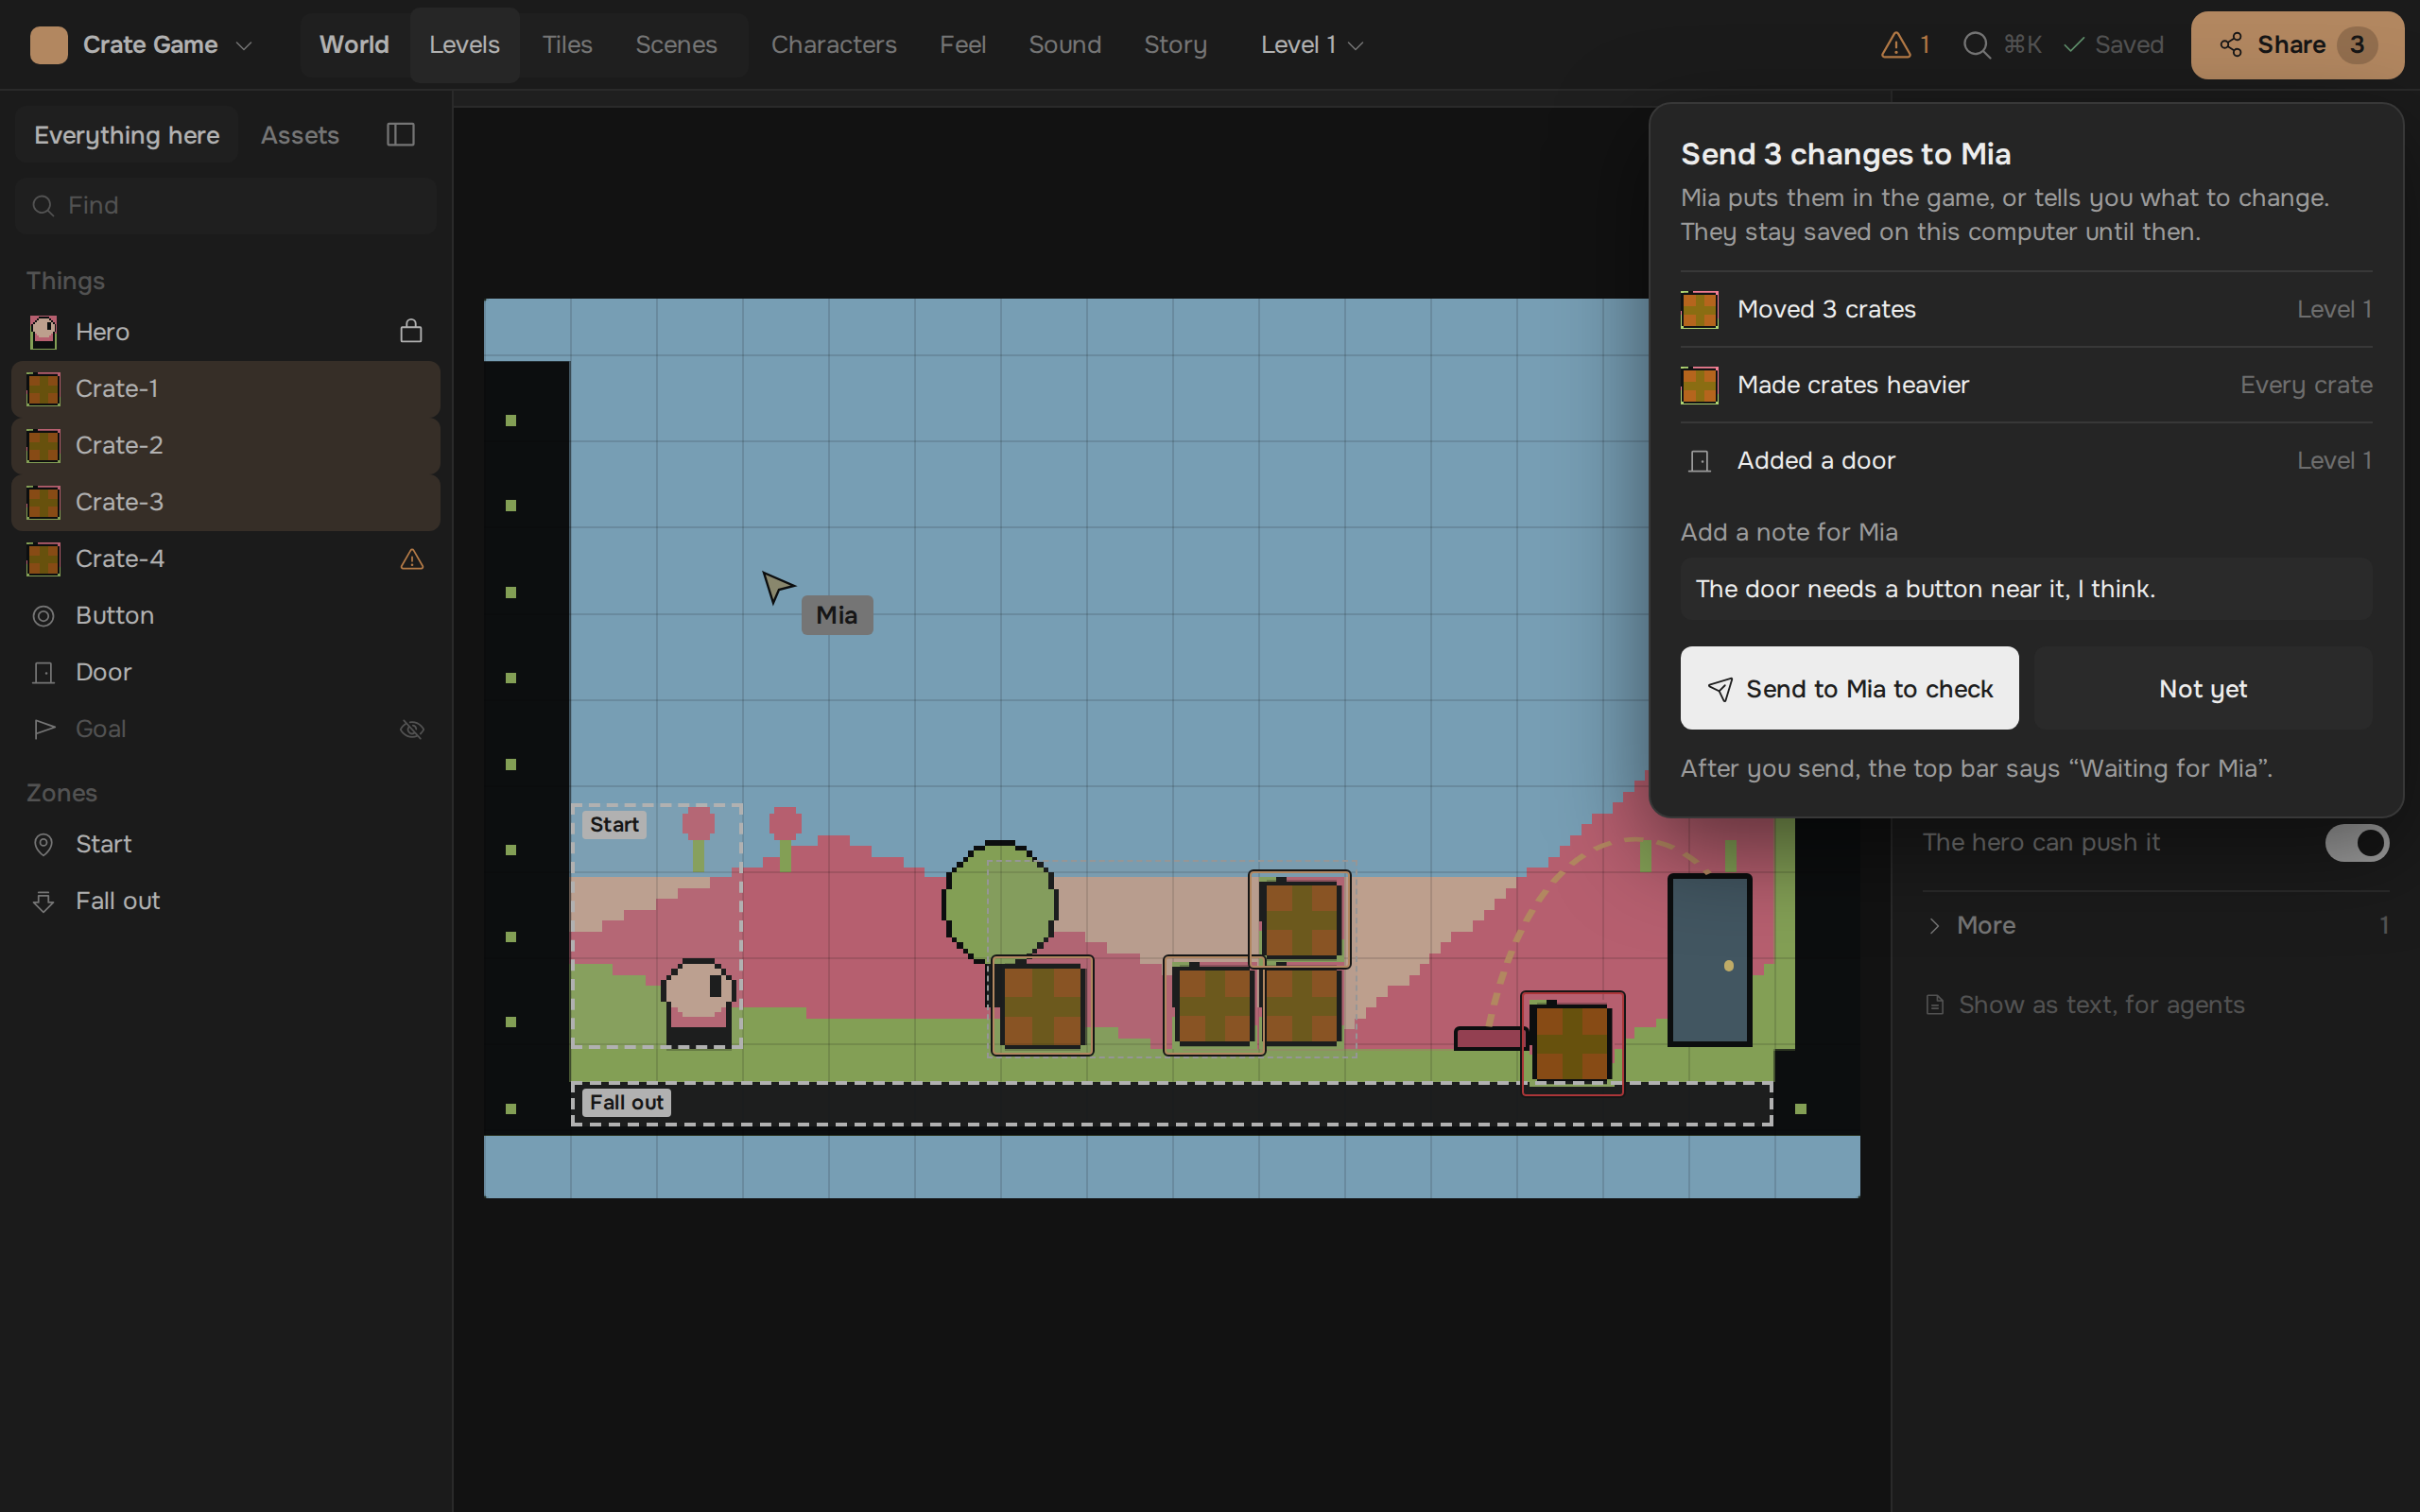 Crate Game
World
Levels
Tiles
Scenes
Characters
Feel
Sound
Story
Level 1
1
⌘K
Saved
Share
3
Everything here
Assets
Find
Things
Hero
Crate-1
Crate-2
Crate-3
Crate-4
Button
Door
Goal
Zones
Start
Fall out
Mia
Start
Fall out
Send 3 changes to Mia
Mia puts them in the game, or tells you what to change.
They stay saved on this computer until then.
Moved 3 crates
Level 1
Made crates heavier
Every crate
Added a door
Level 1
Add a note for Mia
The door needs a button near it, I think.
Send to Mia to check
Not yet
After you send, the top bar says “Waiting for Mia”.
The hero can push it
More
1
Show as text, for agents